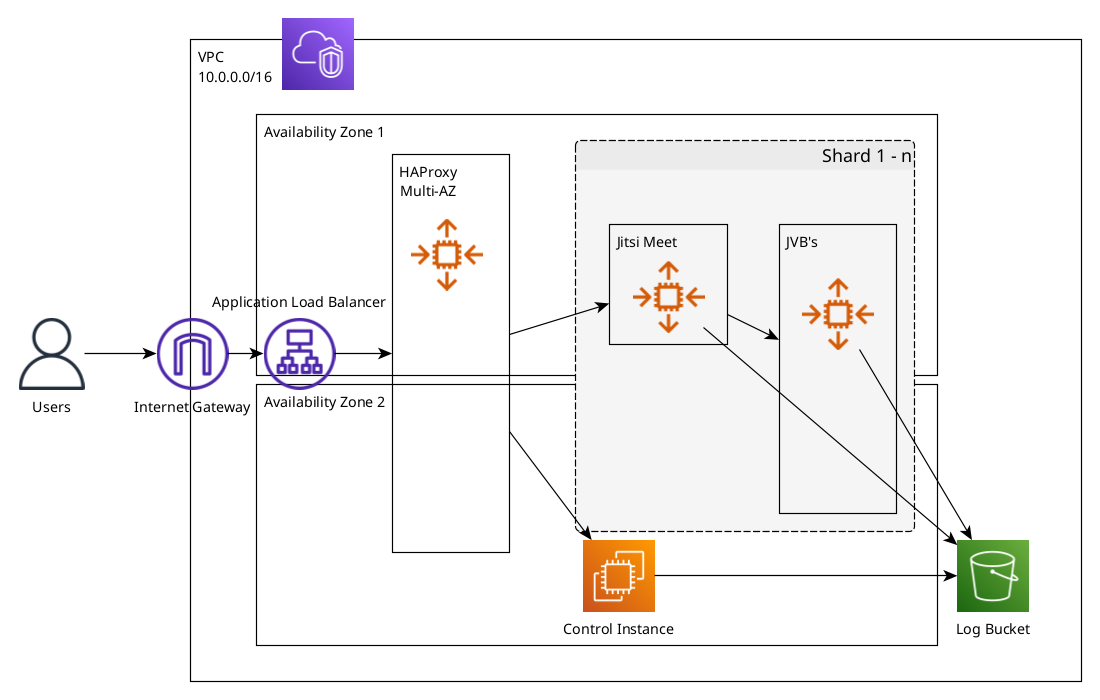 VPC
10.0.0.0/16
Availability Zone 1
Shard 1 - n
HAProxy
Multi-AZ
Jitsi Meet
JVB's
Application Load Balancer
Users
Internet Gateway
Availability Zone 2
Control Instance
Log Bucket